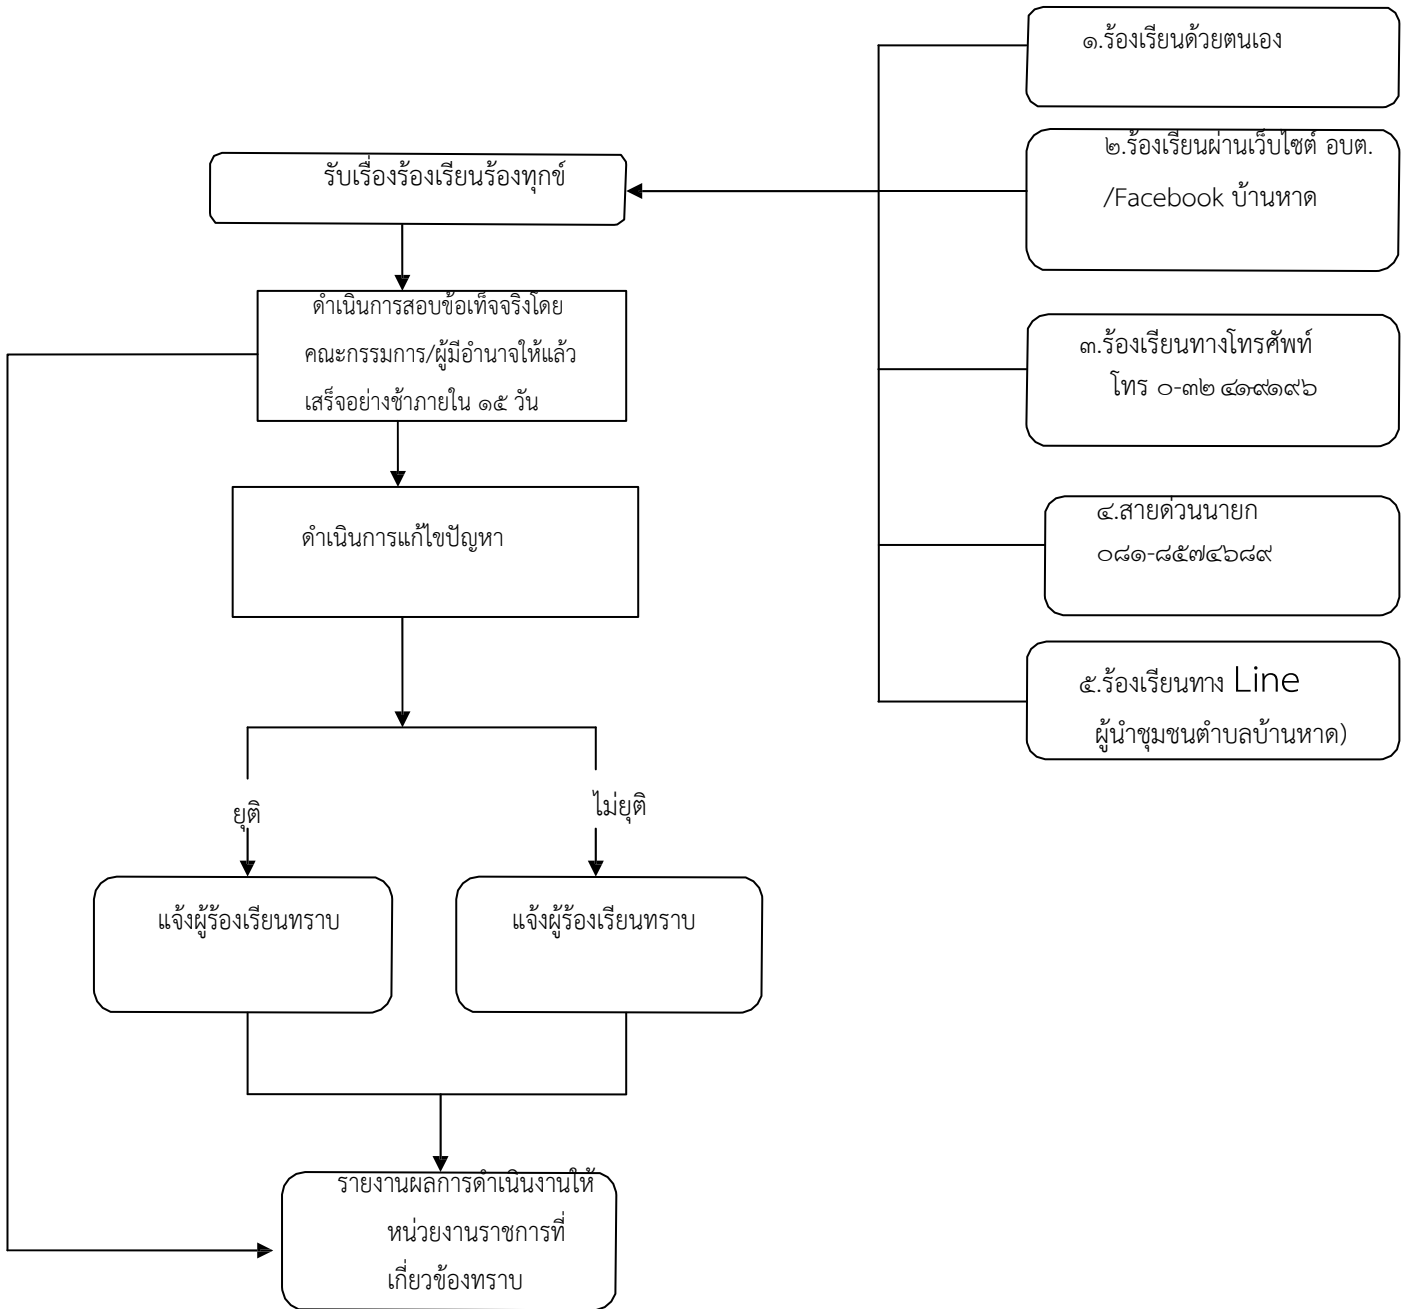 ๑.ร้องเรียนด้วยตนเอง
๒.ร้องเรียนผ่านเว็บไซต์ อบต.
/Facebook บ้านหาด
รับเรื่องร้องเรียนร้องทุกข์
ดำเนินการสอบข้อเท็จจริงโดย
คณะกรรมการ/ผู้มีอำนาจให้แล้ว
เสร็จอย่างช้าภายใน ๑๕ วัน
๓.ร้องเรียนทางโทรศัพท์
โทร ๐-๓๒ ๔๑๙๑๙๖
ดำเนินการแก้ไขปัญหา
๔.สายด่วนนายก
๐๘๑-๘๕๗๔๖๘๙
๕.ร้องเรียนทาง Line
ผู้นำชุมชนตำบลบ้านหาด)
ยุติ
ไม่ยุติ
แจ้งผู้ร้องเรียนทราบ
แจ้งผู้ร้องเรียนทราบ
รายงานผลการดำเนินงานให้
หน่วยงานราชการที่
เกี่ยวข้องทราบ